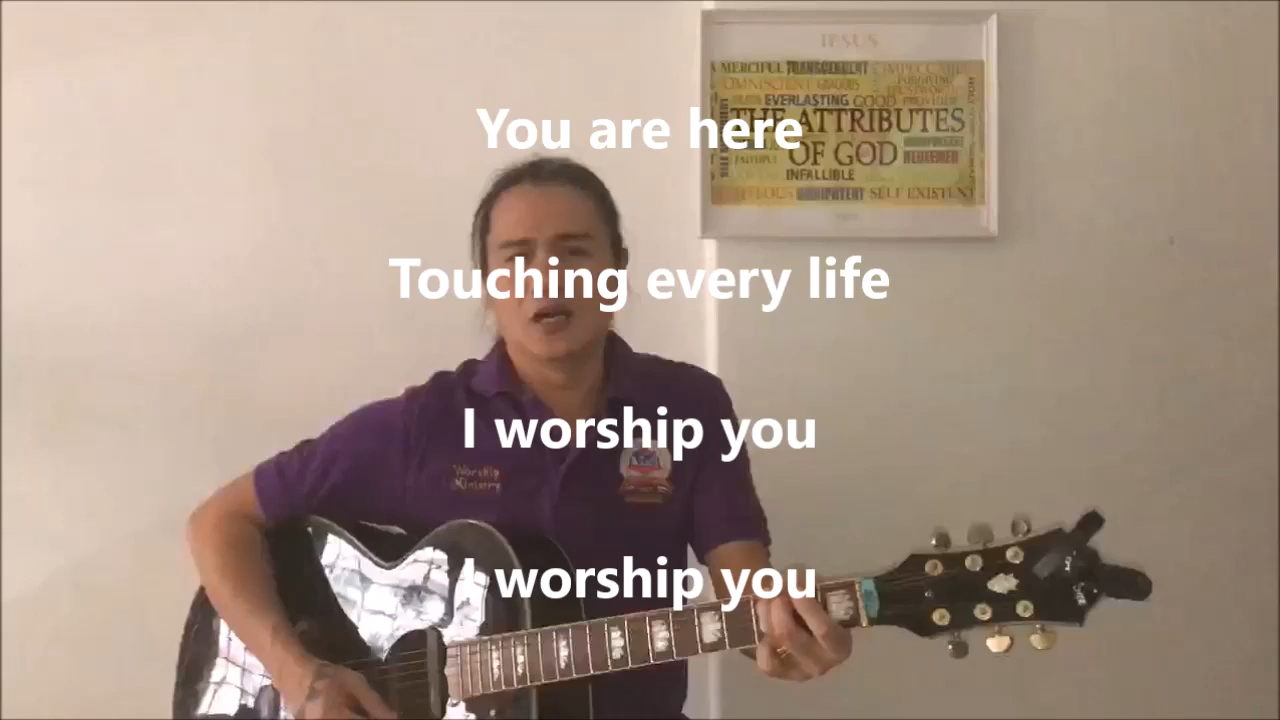 JESUS
MERCIFUL TRANSCENDENT
OMNISCIENT
EVERLASTING GOOD PROVIDER
THE ATTRIBUTES
OF GOD
FAITHFUL
REDEEMER
INFALLIBLE
OMNIPOTENT SELF EXISTENT
You are here
Touching every life
I worship you
Worship
Ministry
I worship you